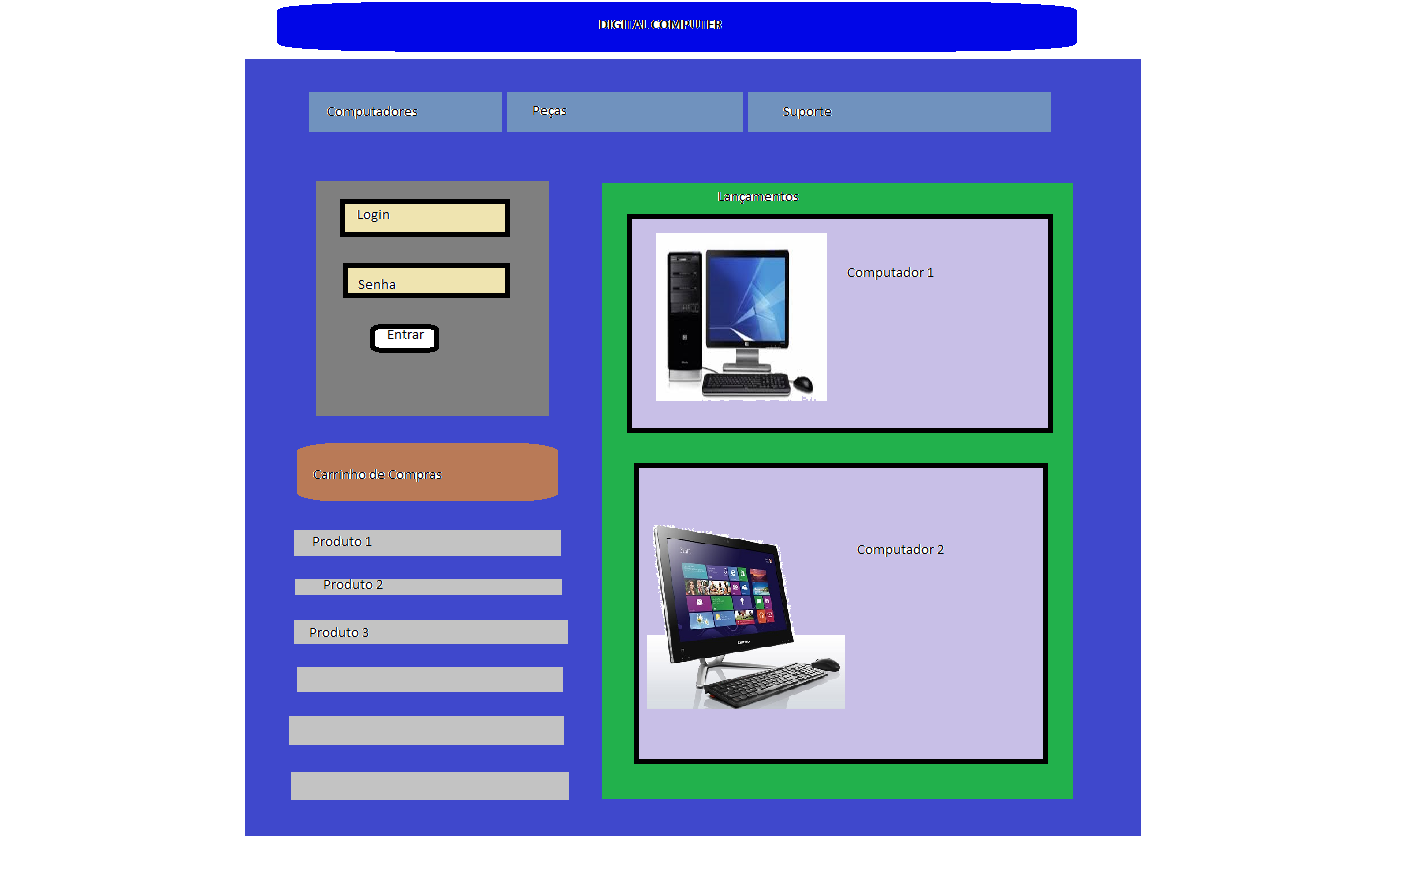 DIGITAL COMPUTER
Computadores
Peças
Suporte
Login
Senha
Entrar
Carrinho de Compras
Produto 1
Produto 2
Produto 3
Lançamentos
Computador 1
Computador 2